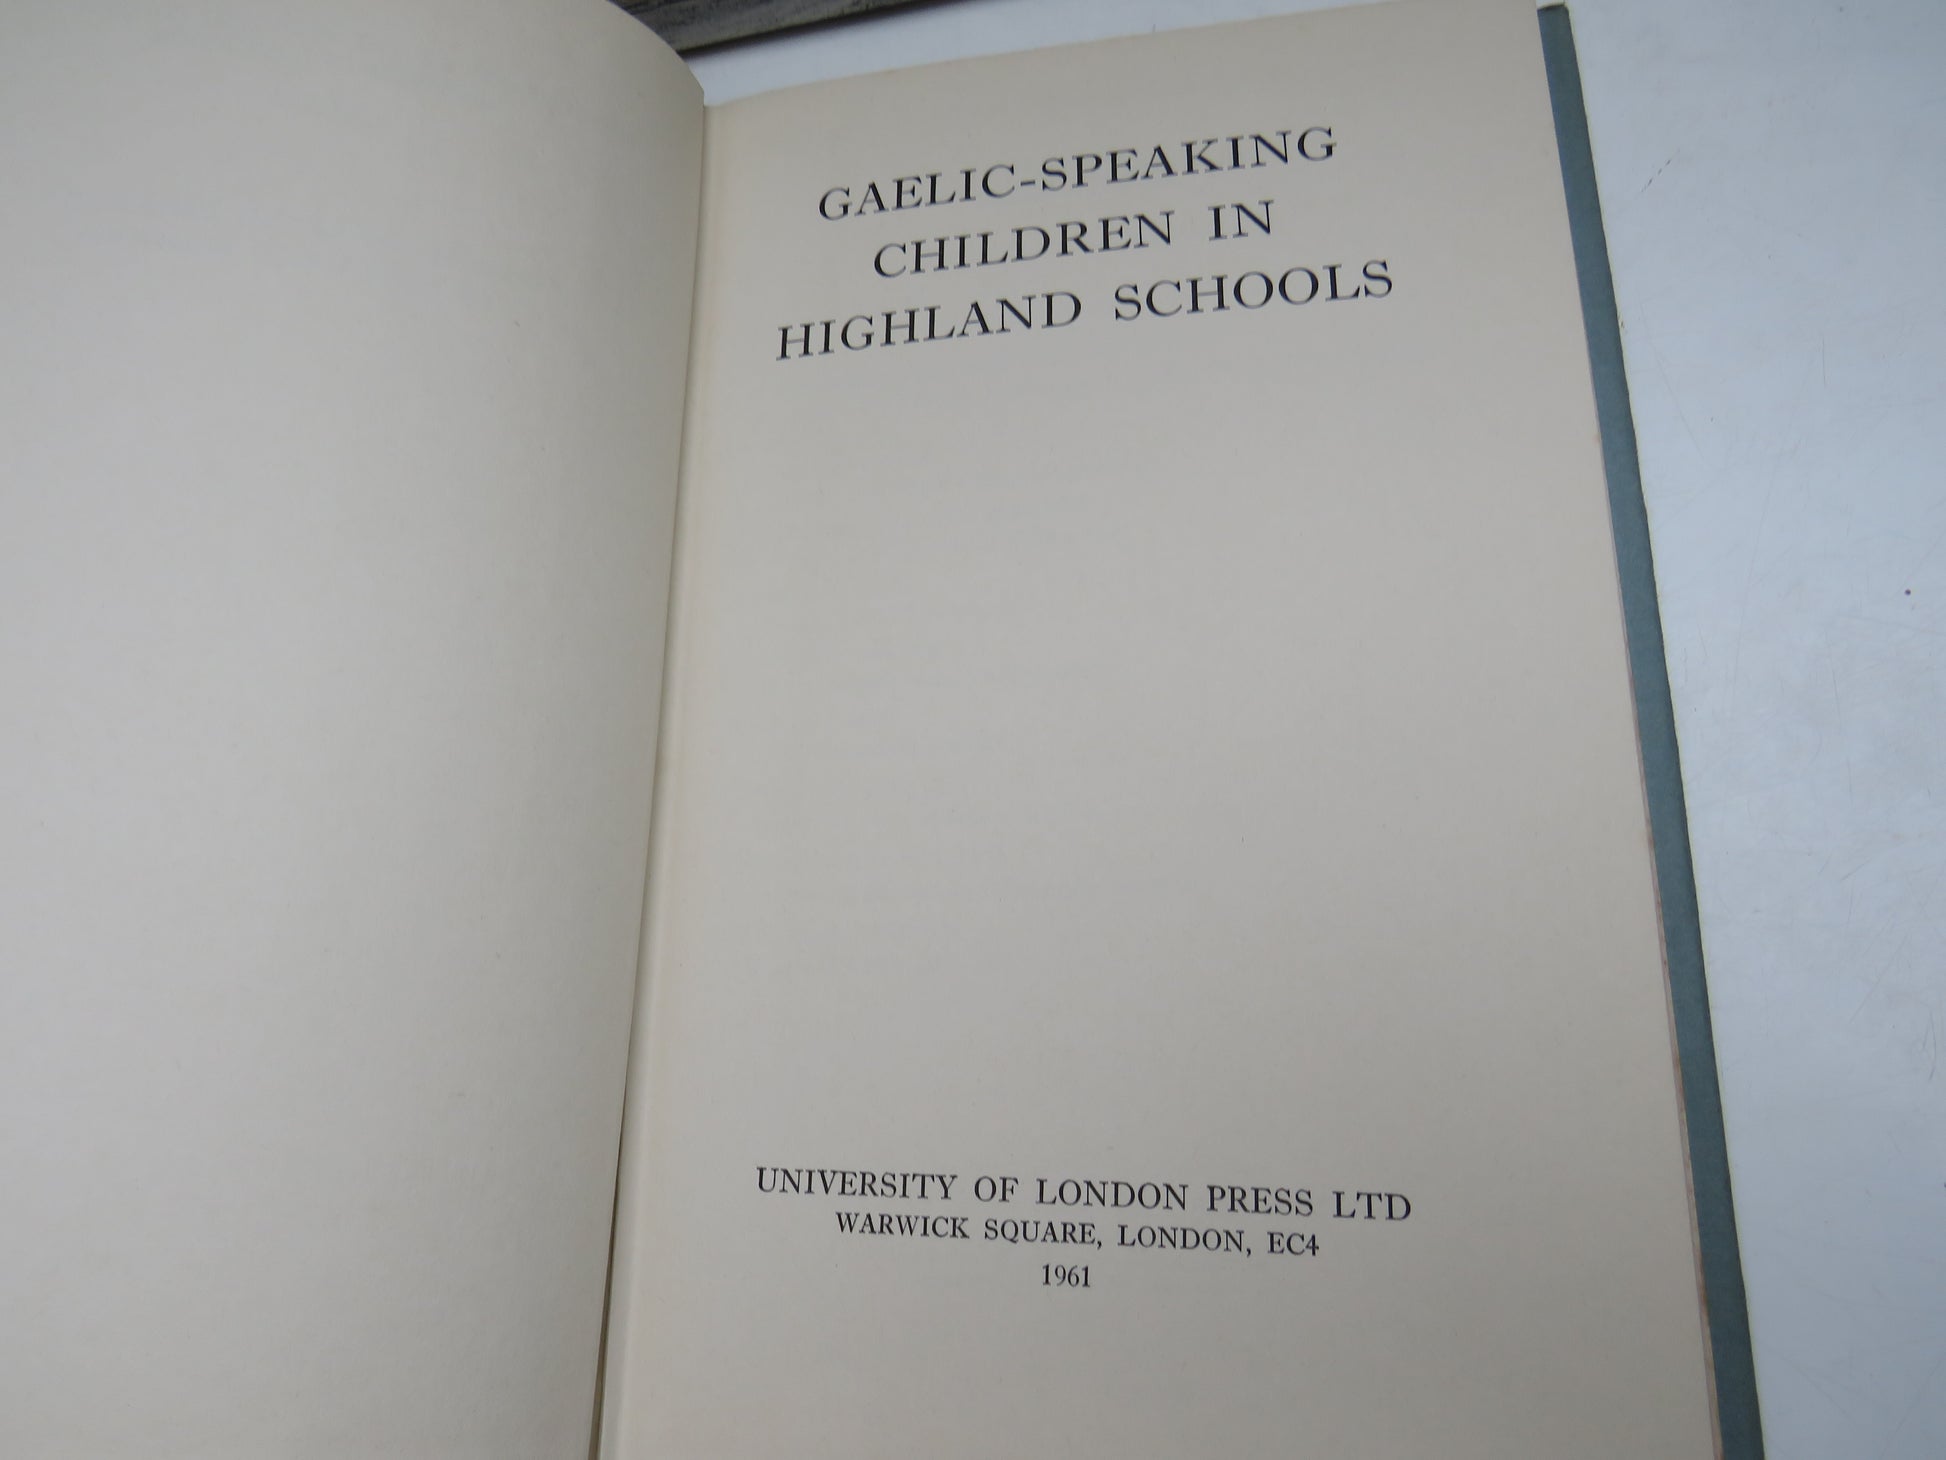 GAELIC-SPEAKING
CHILDREN IN
HIGHLAND SCHOOLS
UNIVERSITY OF LONDON PRESS LTD
WARWICK SQUARE, LONDON, EC4
1961